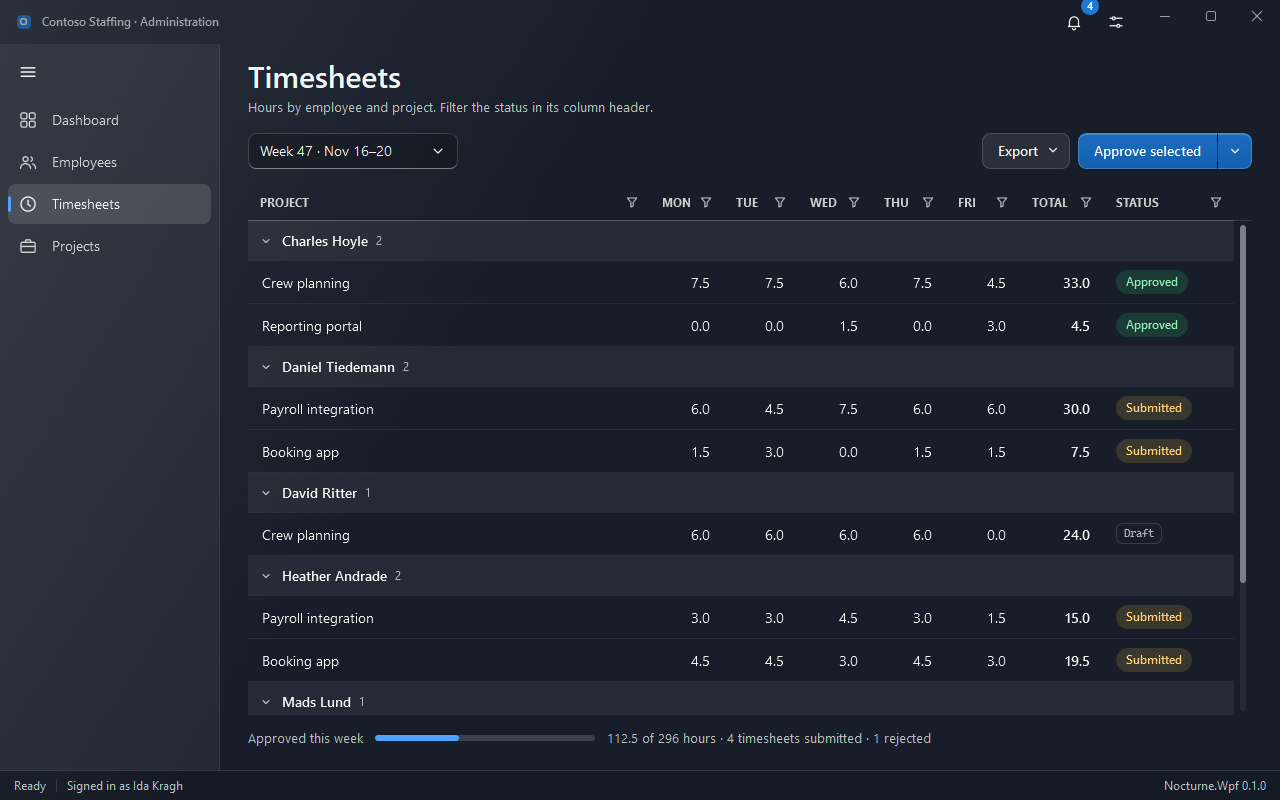 Contoso Staffing · Administration
4
Dashboard
Employees
Timesheets
Projects
Timesheets
Hours by employee and project. Filter the status in its column header.
Week 47 · Nov 16–20
Export
Approve selected
PROJECT MON TUE WED THU FRI TOTAL STATUS
Charles Hoyle 2
Crew planning 7.5 7.5 6.0 7.5 4.5 33.0 Approved
Reporting portal 0.0 0.0 1.5 0.0 3.0 4.5 Approved
Daniel Tiedemann 2
Payroll integration 6.0 4.5 7.5 6.0 6.0 30.0 Submitted
Booking app 1.5 3.0 0.0 1.5 1.5 7.5 Submitted
David Ritter 1
Crew planning 6.0 6.0 6.0 6.0 0.0 24.0 Draft
Heather Andrade 2
Payroll integration 3.0 3.0 4.5 3.0 1.5 15.0 Submitted
Booking app 4.5 4.5 3.0 4.5 3.0 19.5 Submitted
Mads Lund 1
Approved this week 112.5 of 296 hours · 4 timesheets submitted · 1 rejected
Ready Signed in as Ida Kragh Nocturne.Wpf 0.1.0